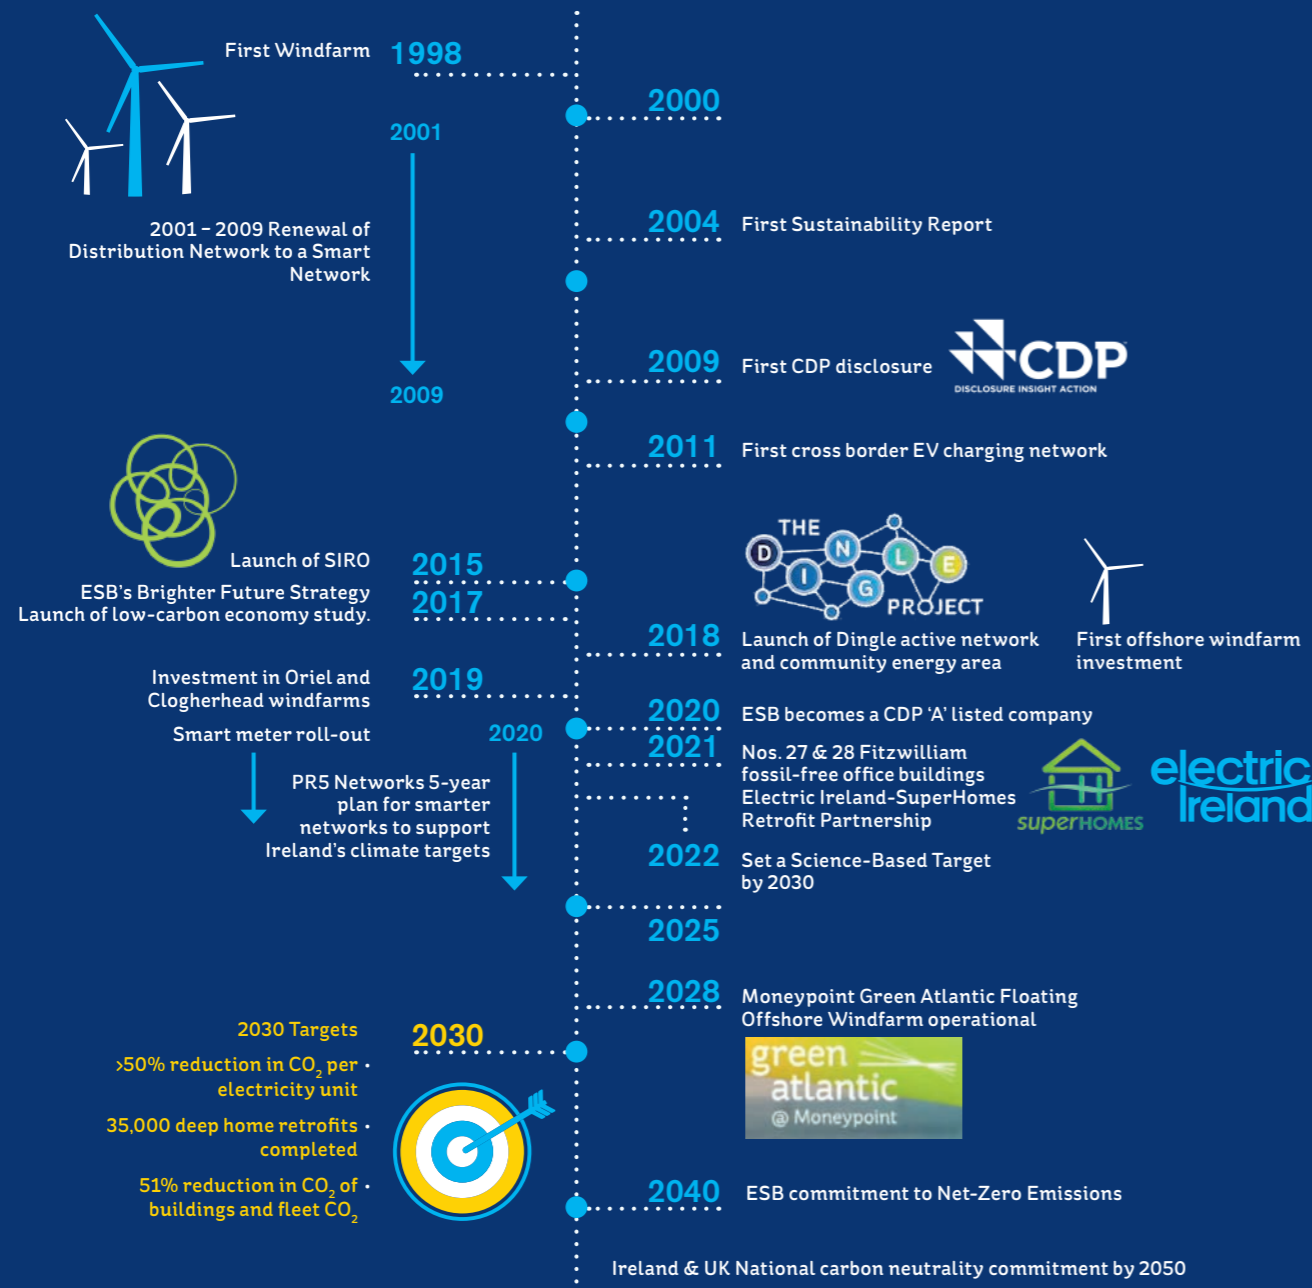 First Windfarm 1998
2000
2001
2001 – 2009 Renewal of
Distribution Network to a Smart
Network
2004 First Sustainability Report
2009
2009 First CDP disclosure
CDP
DISCLOSURE INSIGHT ACTION
2011 First cross border EV charging network
Launch of SIRO 2015
ESB's Brighter Future Strategy
Launch of low-carbon economy study.
2017
THE
DINGLE
PROJECT
2018
Launch of Dingle active network
and community energy area
First offshore windfarm
investment
Investment in Oriel and
Clogherhead windfarms
2019
Smart meter roll-out
2020
PR5 Networks 5-year
plan for smarter
networks to support
Ireland's climate targets
2020 ESB becomes a CDP 'A' listed company
2021
Nos. 27 & 28 Fitzwilliam
fossil-free office buildings
Electric Ireland-SuperHomes
Retrofit Partnership
superHOMES
electric
Ireland
2022 Set a Science-Based Target
by 2030
2025
2028 Moneypoint Green Atlantic Floating
Offshore Windfarm operational
green
atlantic
@ Moneypoint
2030 Targets 2030
>50% reduction in CO₂ per •
electricity unit
35,000 deep home retrofits •
completed
51% reduction in CO₂ of •
buildings and fleet CO₂
2040 ESB commitment to Net-Zero Emissions
Ireland & UK National carbon neutrality commitment by 2050